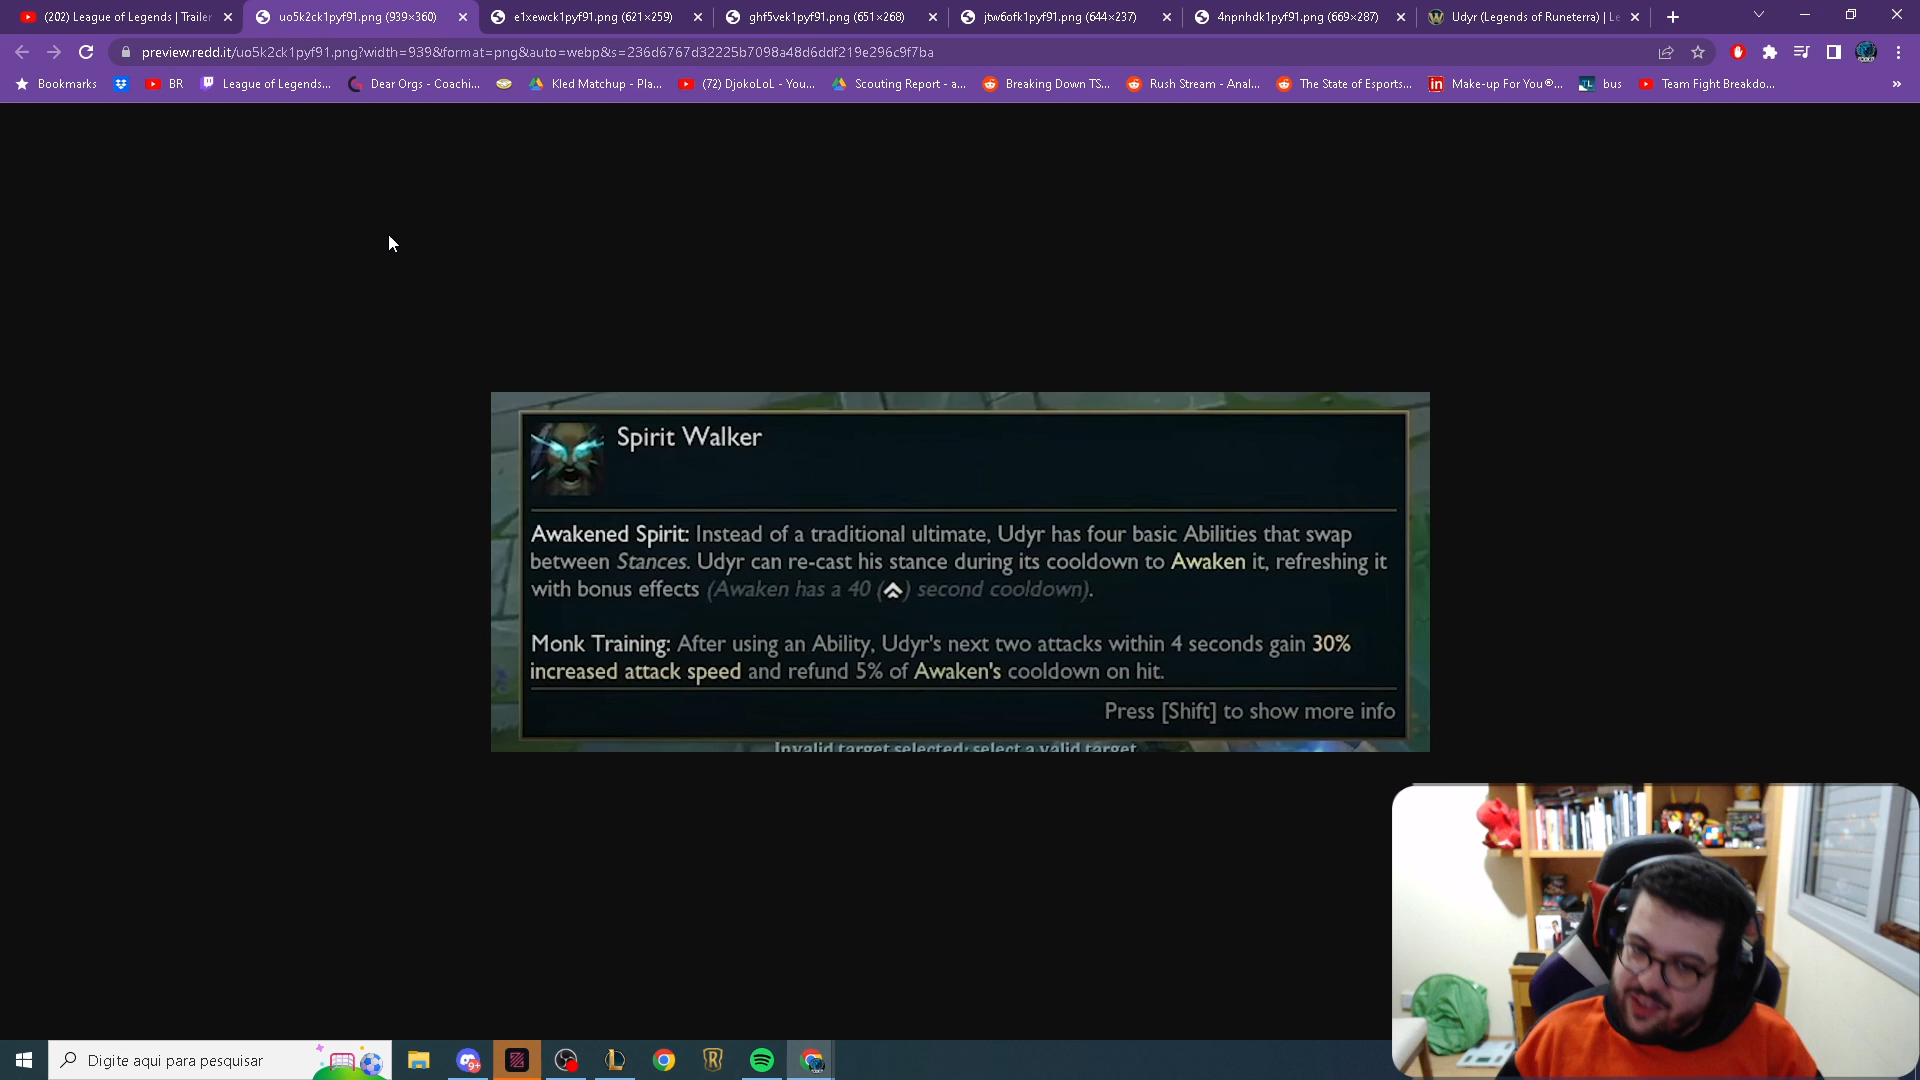 (202) League of Legends | Trailer
uo5k2ck1pyf91.png (939×360)
e1xewck1pyf91.png (621×259)
ghf5vek1pyf91.png (651×268)
jtw6ofk1pyf91.png (644×237)
4npnhdk1pyf91.png (669×287)
Udyr (Legends of Runeterra) | Le
preview.redd.it/uo5k2ck1pyf91.png?width=939&format=png&auto=webp&s=236d6767d32225b7098a48d6ddf219e296c9f7ba
Bookmarks
BR
League of Legends...
Dear Orgs - Coachi...
Kled Matchup - Pla...
(72) DjokoLoL - You...
Scouting Report - a...
Breaking Down TS...
Rush Stream - Anal...
The State of Esports...
Make-up For You®...
bus
Team Fight Breakdo...
Spirit Walker
Awakened Spirit: Instead of a traditional ultimate, Udyr has four basic Abilities that swap
between Stances. Udyr can re-cast his stance during its cooldown to Awaken it, refreshing it
with bonus effects (Awaken has a 40 ( ) second cooldown).
Monk Training: After using an Ability, Udyr's next two attacks within 4 seconds gain 30%
increased attack speed and refund 5% of Awaken's cooldown on hit.
Press [Shift] to show more info
Invalid target selected: select a valid target
Digite aqui para pesquisar
9+